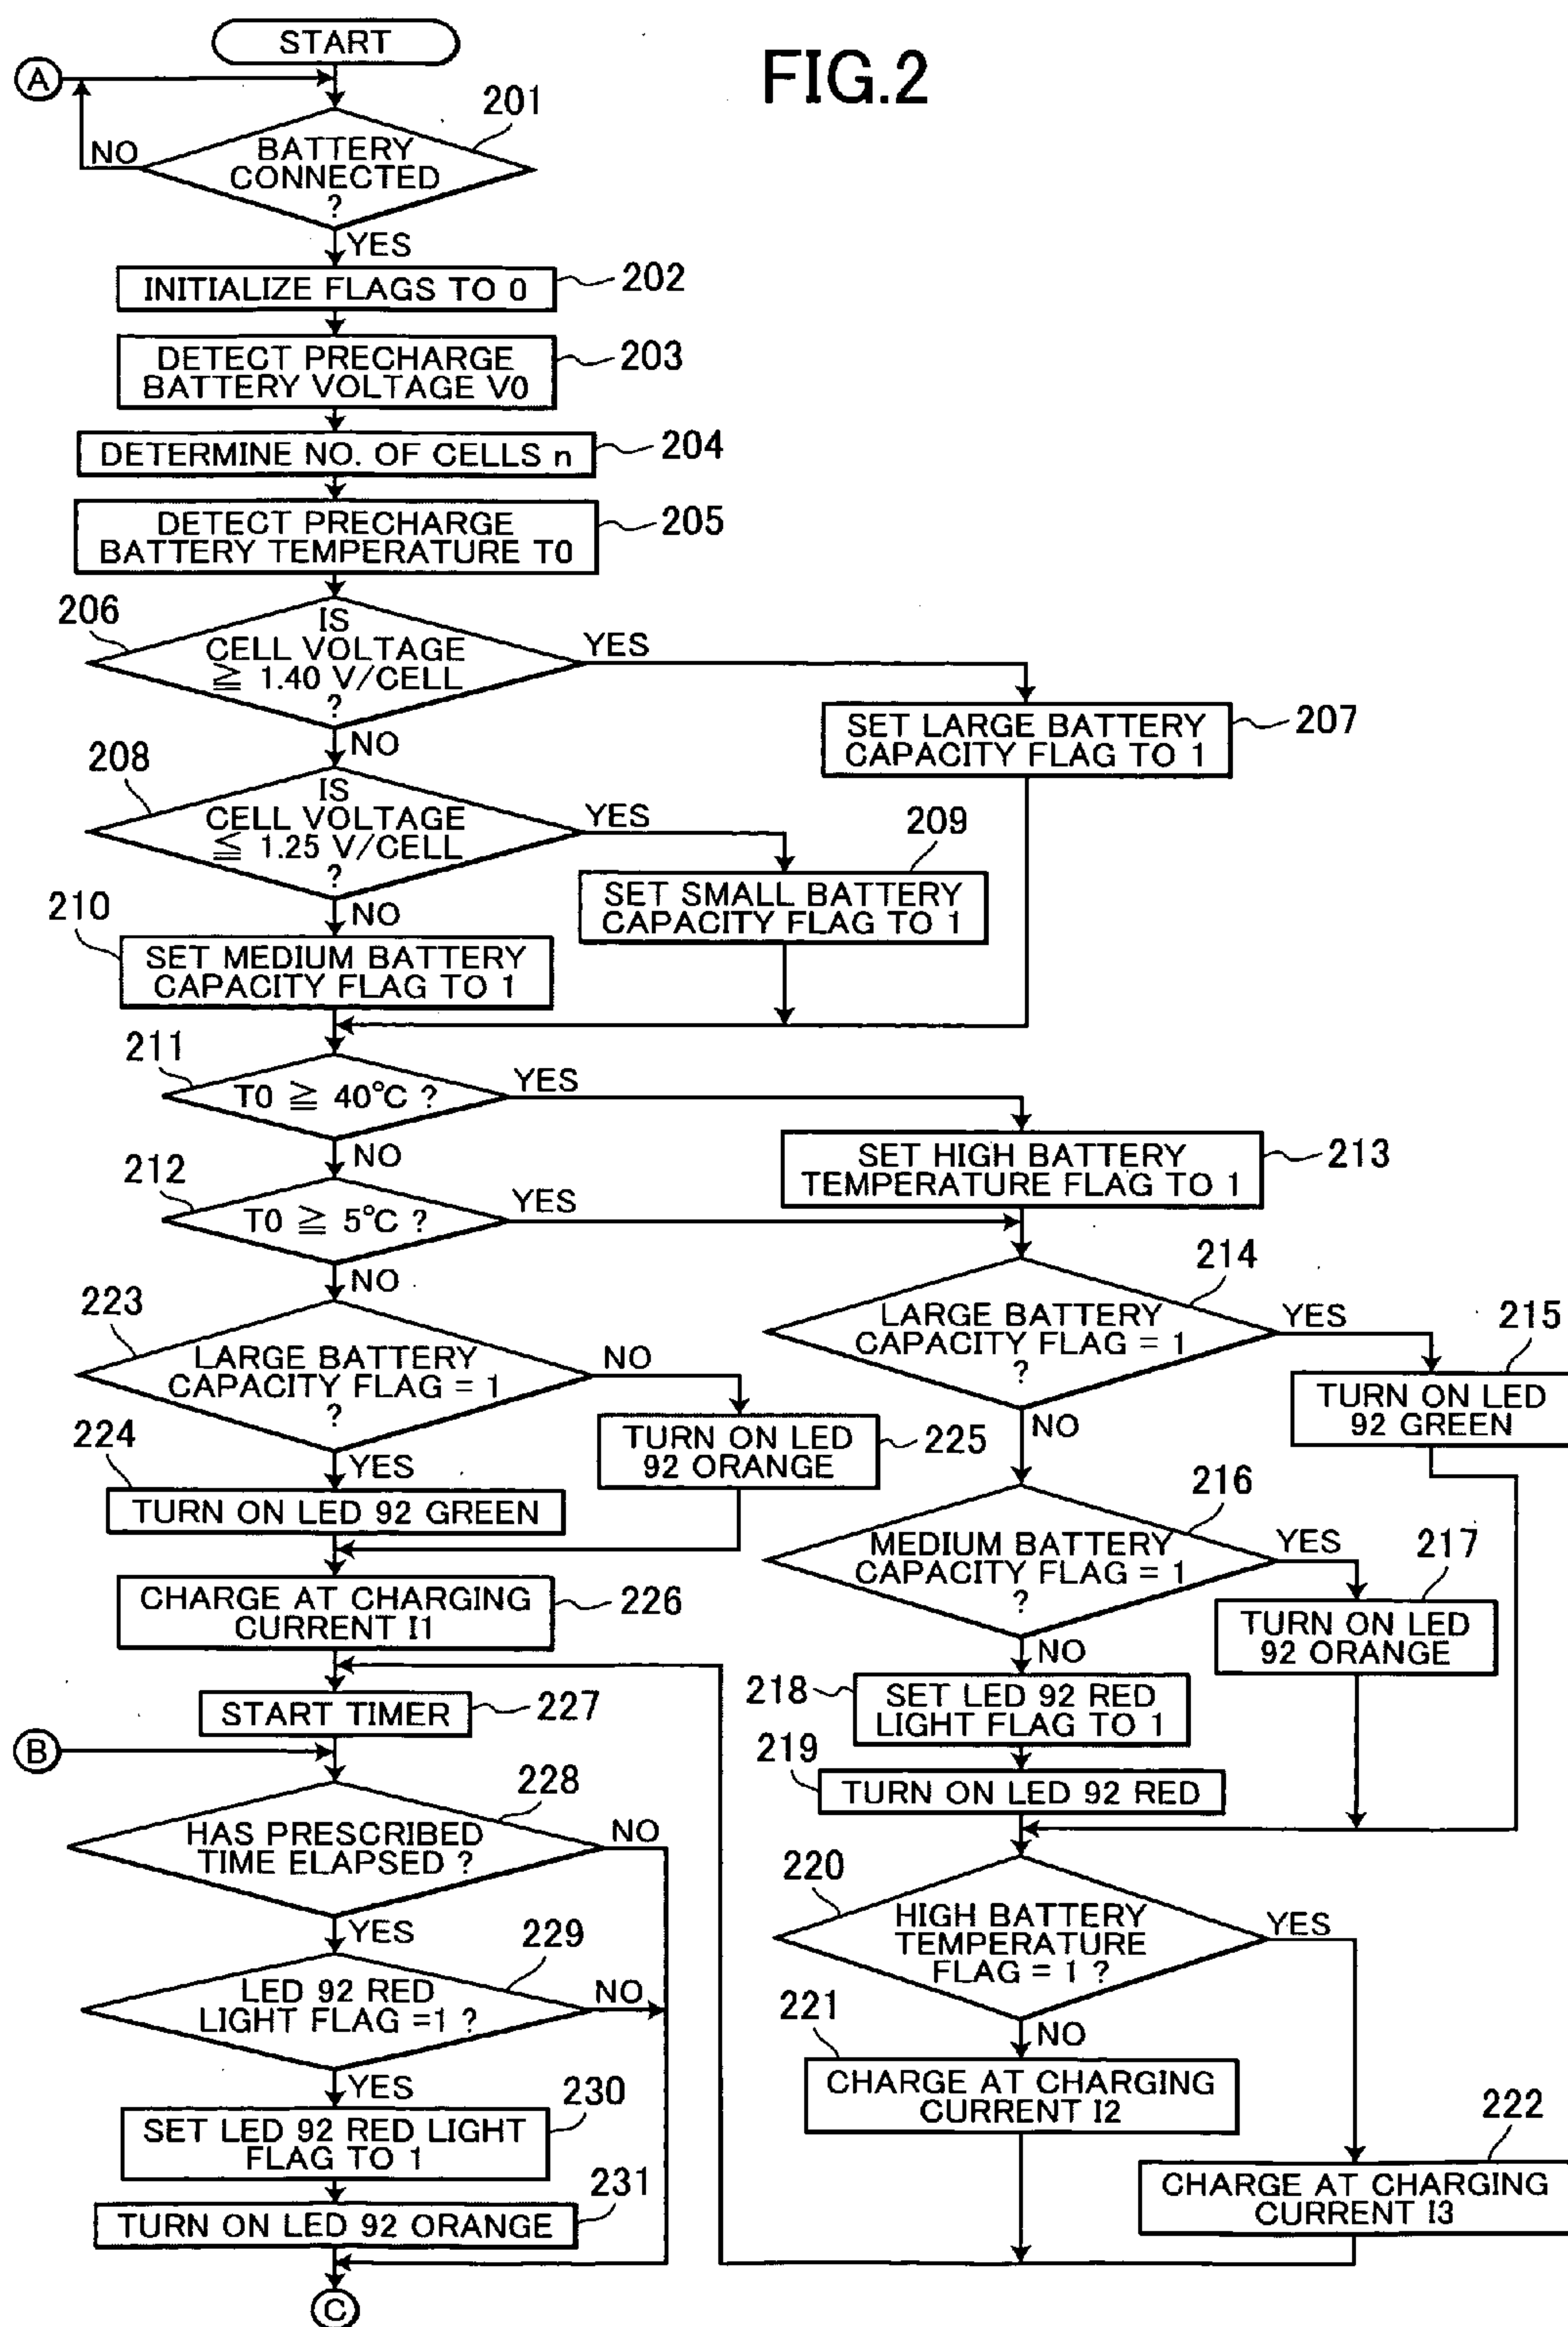 FIG.2
START
A
201
BATTERY
CONNECTED
?
NO
YES
INITIALIZE FLAGS TO 0
202
DETECT PRECHARGE
BATTERY VOLTAGE V0
203
DETERMINE NO. OF CELLS n
204
DETECT PRECHARGE
BATTERY TEMPERATURE T0
205
206
IS
CELL VOLTAGE
≧ 1.40 V/CELL
?
YES
NO
SET LARGE BATTERY
CAPACITY FLAG TO 1
207
208
IS
CELL VOLTAGE
≦ 1.25 V/CELL
?
YES
NO
209
SET SMALL BATTERY
CAPACITY FLAG TO 1
210
SET MEDIUM BATTERY
CAPACITY FLAG TO 1
211
T0 ≧ 40°C ?
YES
NO
SET HIGH BATTERY
TEMPERATURE FLAG TO 1
213
212
T0 ≧ 5°C ?
YES
NO
214
LARGE BATTERY
CAPACITY FLAG = 1
?
YES
NO
215
TURN ON LED
92 GREEN
223
LARGE BATTERY
CAPACITY FLAG = 1
?
NO
YES
TURN ON LED
92 ORANGE
225
224
TURN ON LED 92 GREEN
216
MEDIUM BATTERY
CAPACITY FLAG = 1
?
YES
NO
217
TURN ON LED
92 ORANGE
CHARGE AT CHARGING
CURRENT I1
226
218
SET LED 92 RED
LIGHT FLAG TO 1
START TIMER
227
219
TURN ON LED 92 RED
B
228
HAS PRESCRIBED
TIME ELAPSED ?
NO
YES
220
HIGH BATTERY
TEMPERATURE
FLAG = 1 ?
YES
NO
229
LED 92 RED
LIGHT FLAG =1 ?
NO
YES
221
CHARGE AT CHARGING
CURRENT I2
222
CHARGE AT CHARGING
CURRENT I3
230
SET LED 92 RED LIGHT
FLAG TO 1
231
TURN ON LED 92 ORANGE
C